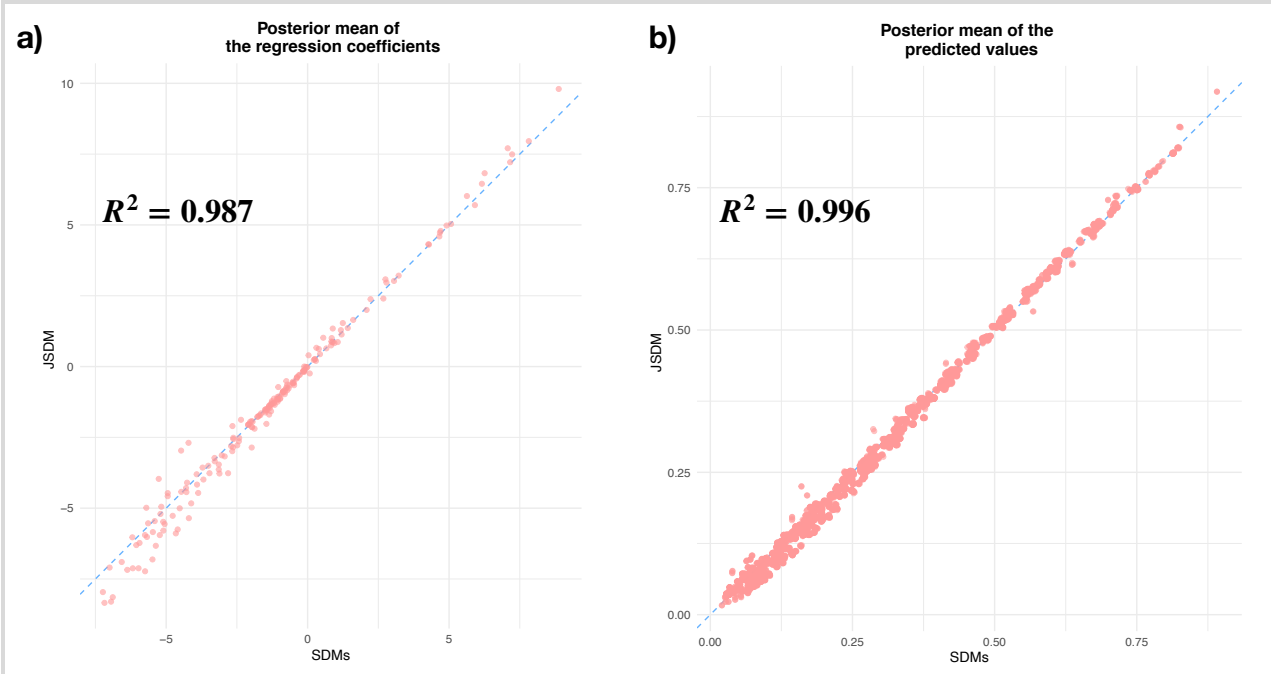 a)
Posterior mean of
the regression coefficients
10
5
0
−5
JSDM
R² = 0.987
−5
0
5
SDMs
b)
Posterior mean of the
predicted values
0.75
0.50
0.25
0.00
JSDM
R² = 0.996
0.00
0.25
0.50
0.75
SDMs